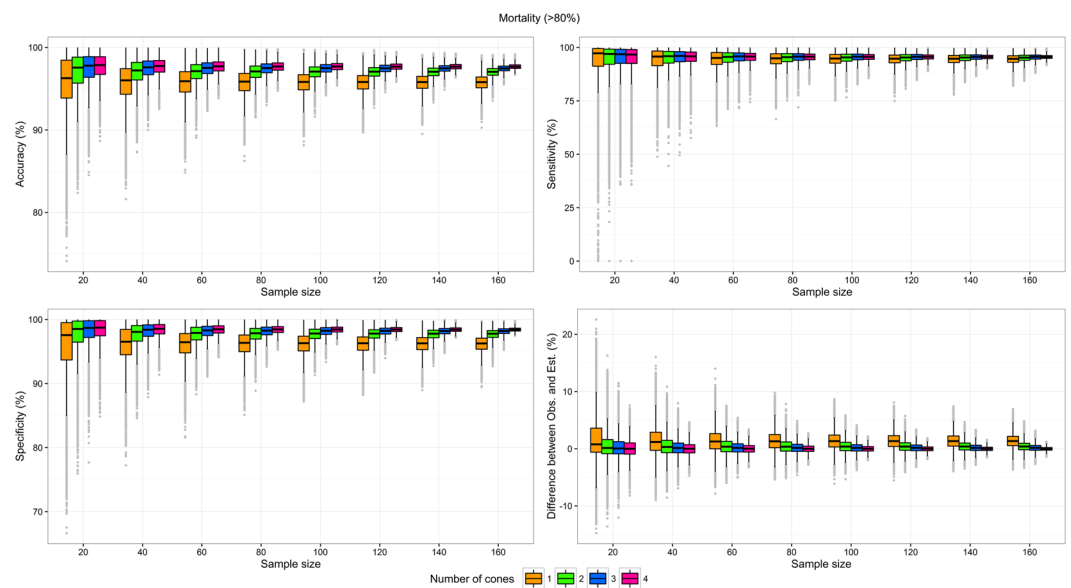 Mortality (>80%)
Accuracy (%)
100
90
80
20 40 60 80 100 120 140 160
Sample size
Sensitivity (%)
100
75
50
25
0
20 40 60 80 100 120 140 160
Sample size
Specificity (%)
100
90
80
70
20 40 60 80 100 120 140 160
Sample size
Difference between Obs. and Est. (%)
20
10
0
-10
20 40 60 80 100 120 140 160
Sample size
Number of cones 1 2 3 4